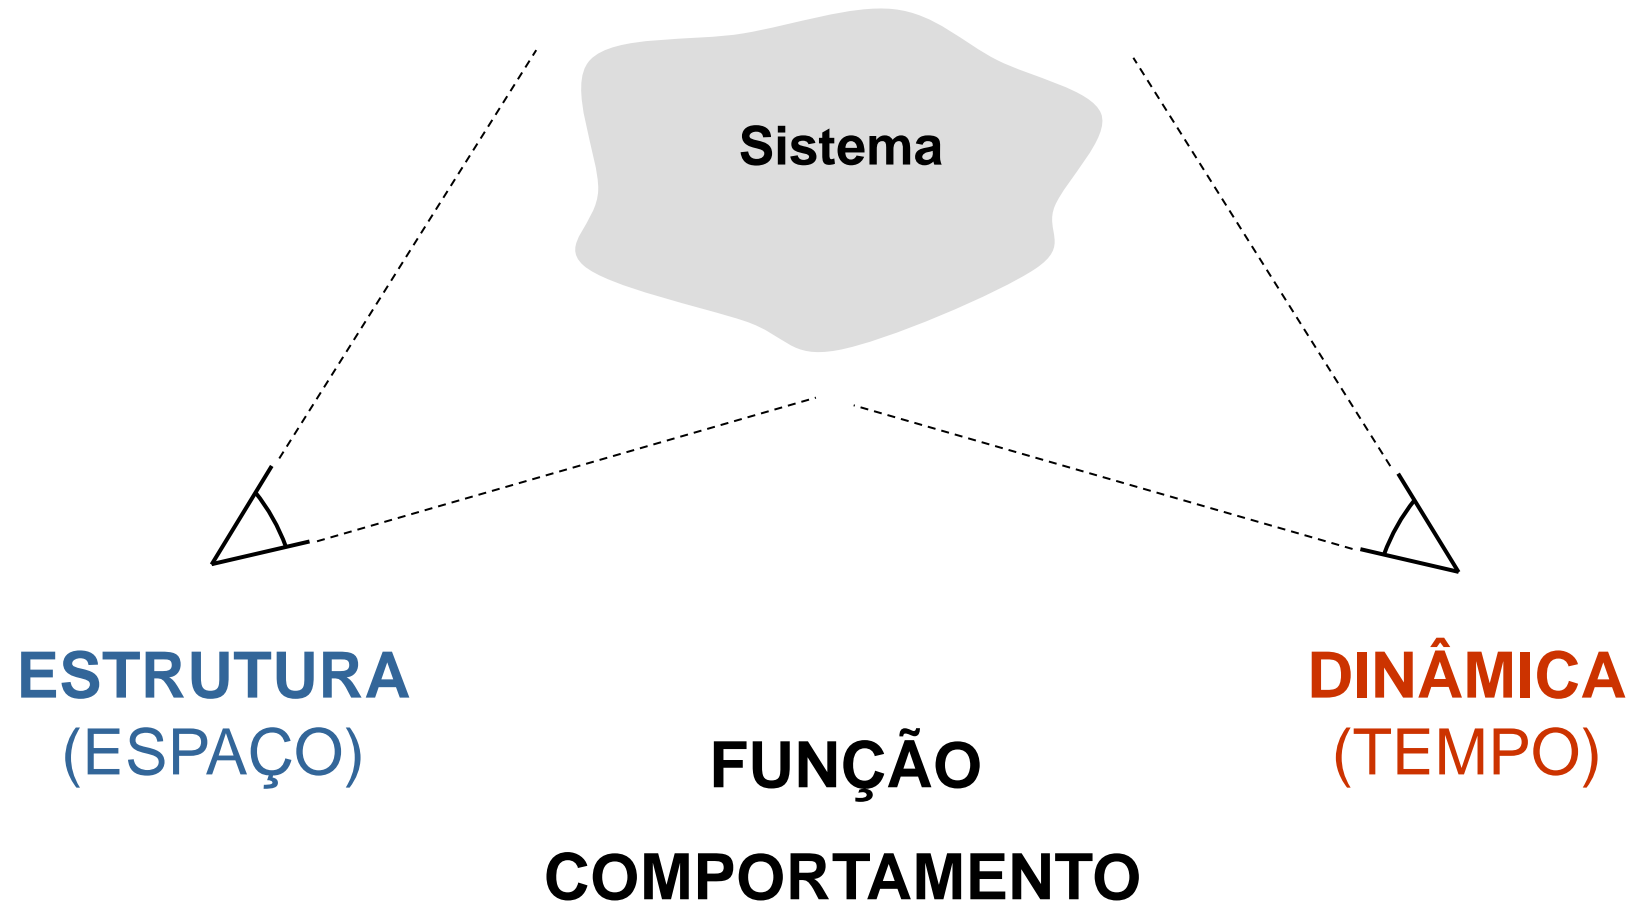 Sistema
ESTRUTURA
(ESPAÇO)
DINÂMICA
(TEMPO)
FUNÇÃO
COMPORTAMENTO